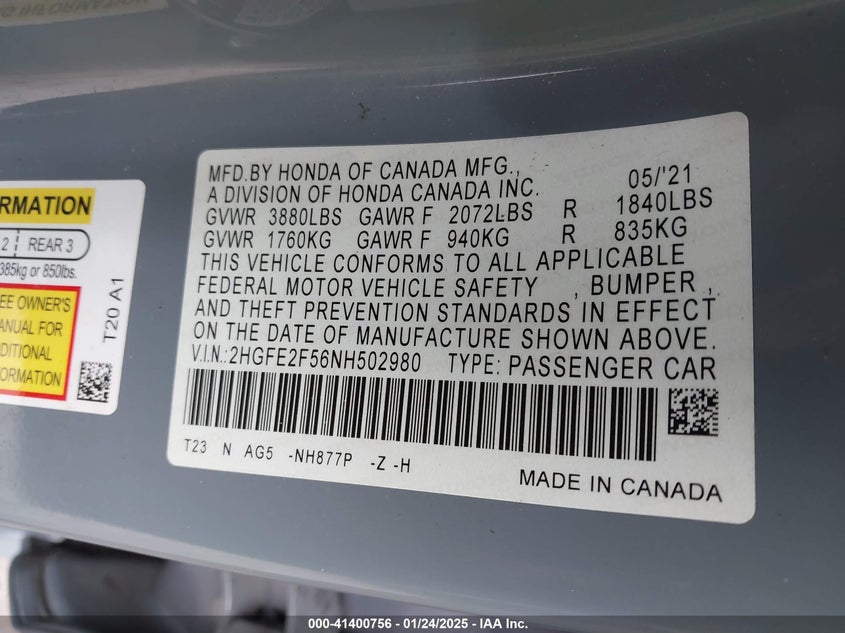 MFD.BY HONDA OF CANADA MFG., 05/'21
A DIVISION OF HONDA CANADA INC.
GVWR 3880LBS GAWR F 2072LBS R 1840LBS
GVWR 1760KG GAWR F 940KG R 835KG
THIS VEHICLE CONFORMS TO ALL APPLICABLE
FEDERAL MOTOR VEHICLE SAFETY , BUMPER ,
AND THEFT PREVENTION STANDARDS IN EFFECT
ON THE DATE OF MANUFACTURE SHOWN ABOVE.
V.I.N.:2HGFE2F56NH502980 TYPE: PASSENGER CAR
T23 N AG5 -NH877P -Z -H
MADE IN CANADA
RMATION
2 REAR 3
385kg or 850lbs.
EE OWNER'S
ANUAL FOR
DITIONAL
FORMATION
T20 A1
000-41400756 - 01/24/2025 - IAA Inc.